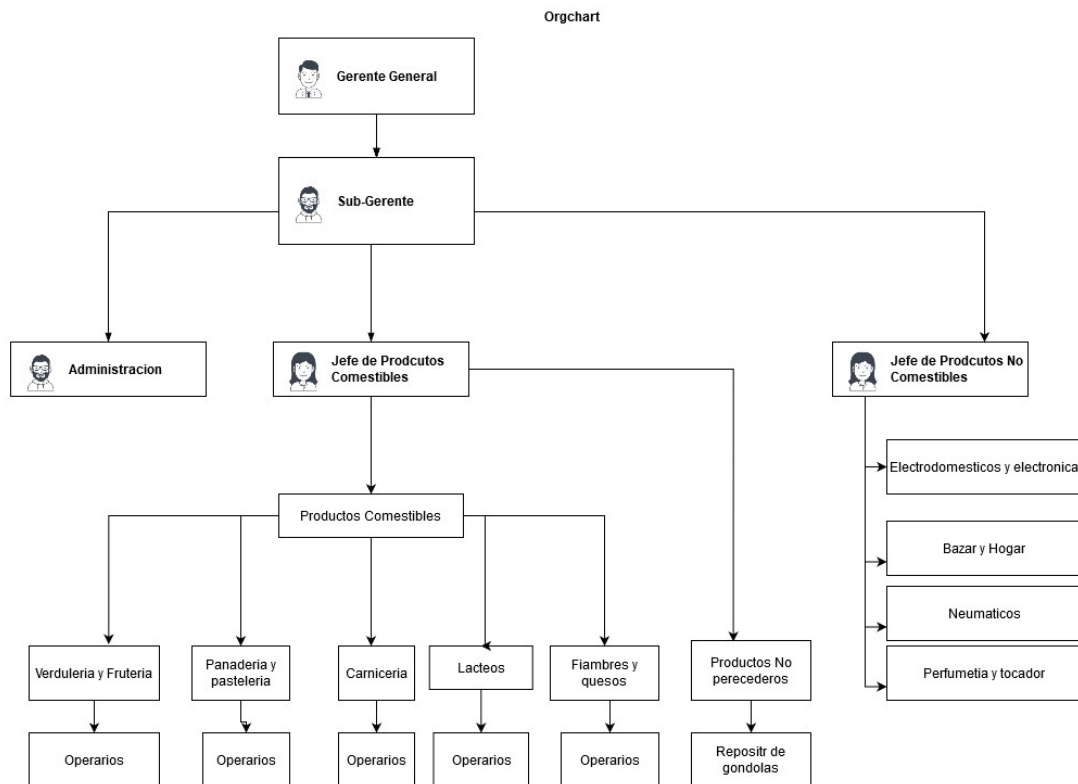 Orgchart
Gerente General
Sub-Gerente
Administracion
Jefe de Prodcutos
Comestibles
Jefe de Prodcutos No
Comestibles
Electrodomesticos y electronica
Productos Comestibles
Bazar y Hogar
Neumaticos
Verduleria y Fruteria
Panaderia y
pasteleria
Carniceria
Lacteos
Fiambres y
quesos
Productos No
perecederos
Perfumetia y tocador
Operarios
Operarios
Operarios
Operarios
Operarios
Repositr de
gondolas